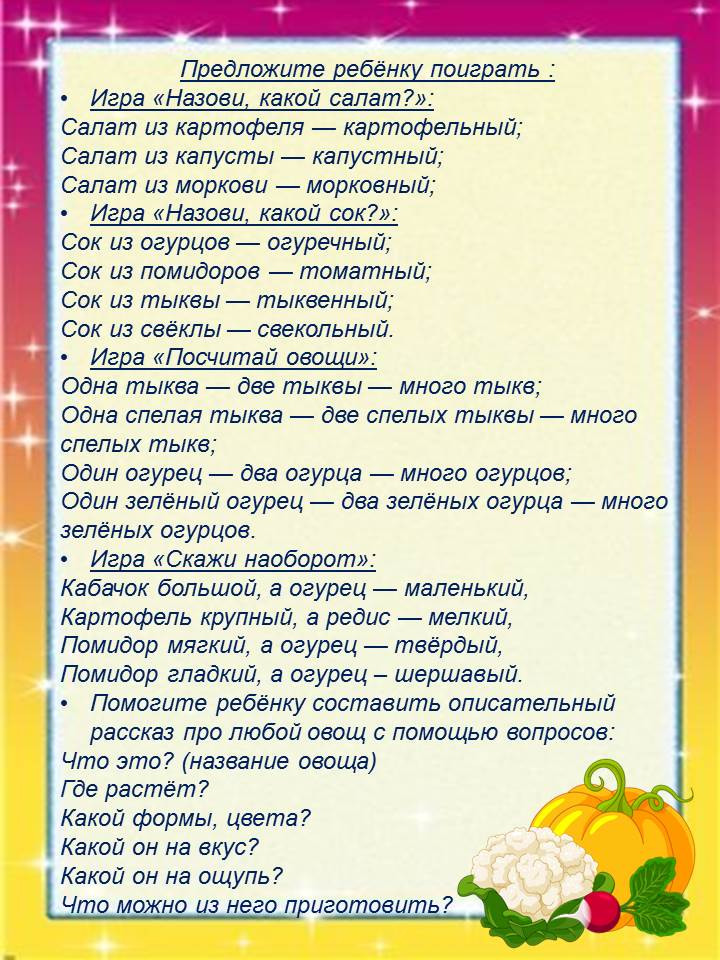 Предложите ребёнку поиграть :
• Игра «Назови, какой салат?»:
Салат из картофеля — картофельный;
Салат из капусты — капустный;
Салат из моркови — морковный;
• Игра «Назови, какой сок?»:
Сок из огурцов — огуречный;
Сок из помидоров — томатный;
Сок из тыквы — тыквенный;
Сок из свёклы — свекольный.
• Игра «Посчитай овощи»:
Одна тыква — две тыквы — много тыкв;
Одна спелая тыква — две спелых тыквы — много
спелых тыкв;
Один огурец — два огурца — много огурцов;
Один зелёный огурец — два зелёных огурца — много
зелёных огурцов.
• Игра «Скажи наоборот»:
Кабачок большой, а огурец — маленький,
Картофель крупный, а редис — мелкий,
Помидор мягкий, а огурец — твёрдый,
Помидор гладкий, а огурец – шершавый.
• Помогите ребёнку составить описательный
рассказ про любой овощ с помощью вопросов:
Что это? (название овоща)
Где растёт?
Какой формы, цвета?
Какой он на вкус?
Какой он на ощупь?
Что можно из него приготовить?